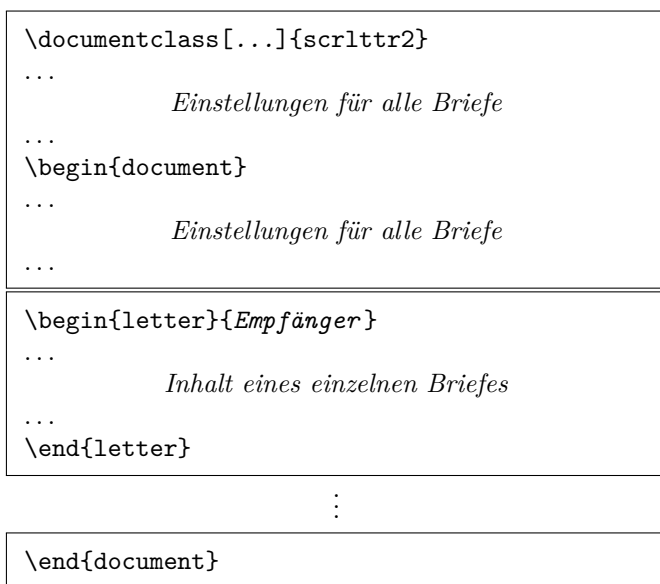 \documentclass[...]{scrlttr2}
...
Einstellungen für alle Briefe
...
\begin{document}
...
Einstellungen für alle Briefe
...
\begin{letter}{Empfänger}
...
Inhalt eines einzelnen Briefes
...
\end{letter}
⋮
\end{document}